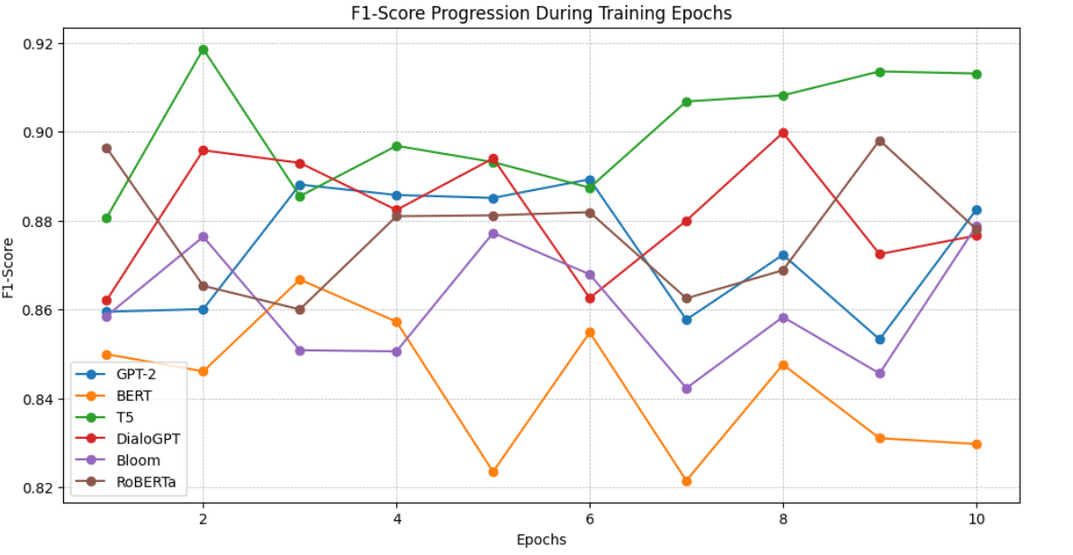 F1-Score Progression During Training Epochs
F1-Score
0.92
0.90
0.88
0.86
0.84
0.82
GPT-2
BERT
T5
DialoGPT
Bloom
RoBERTa
2 4 6 8 10
Epochs